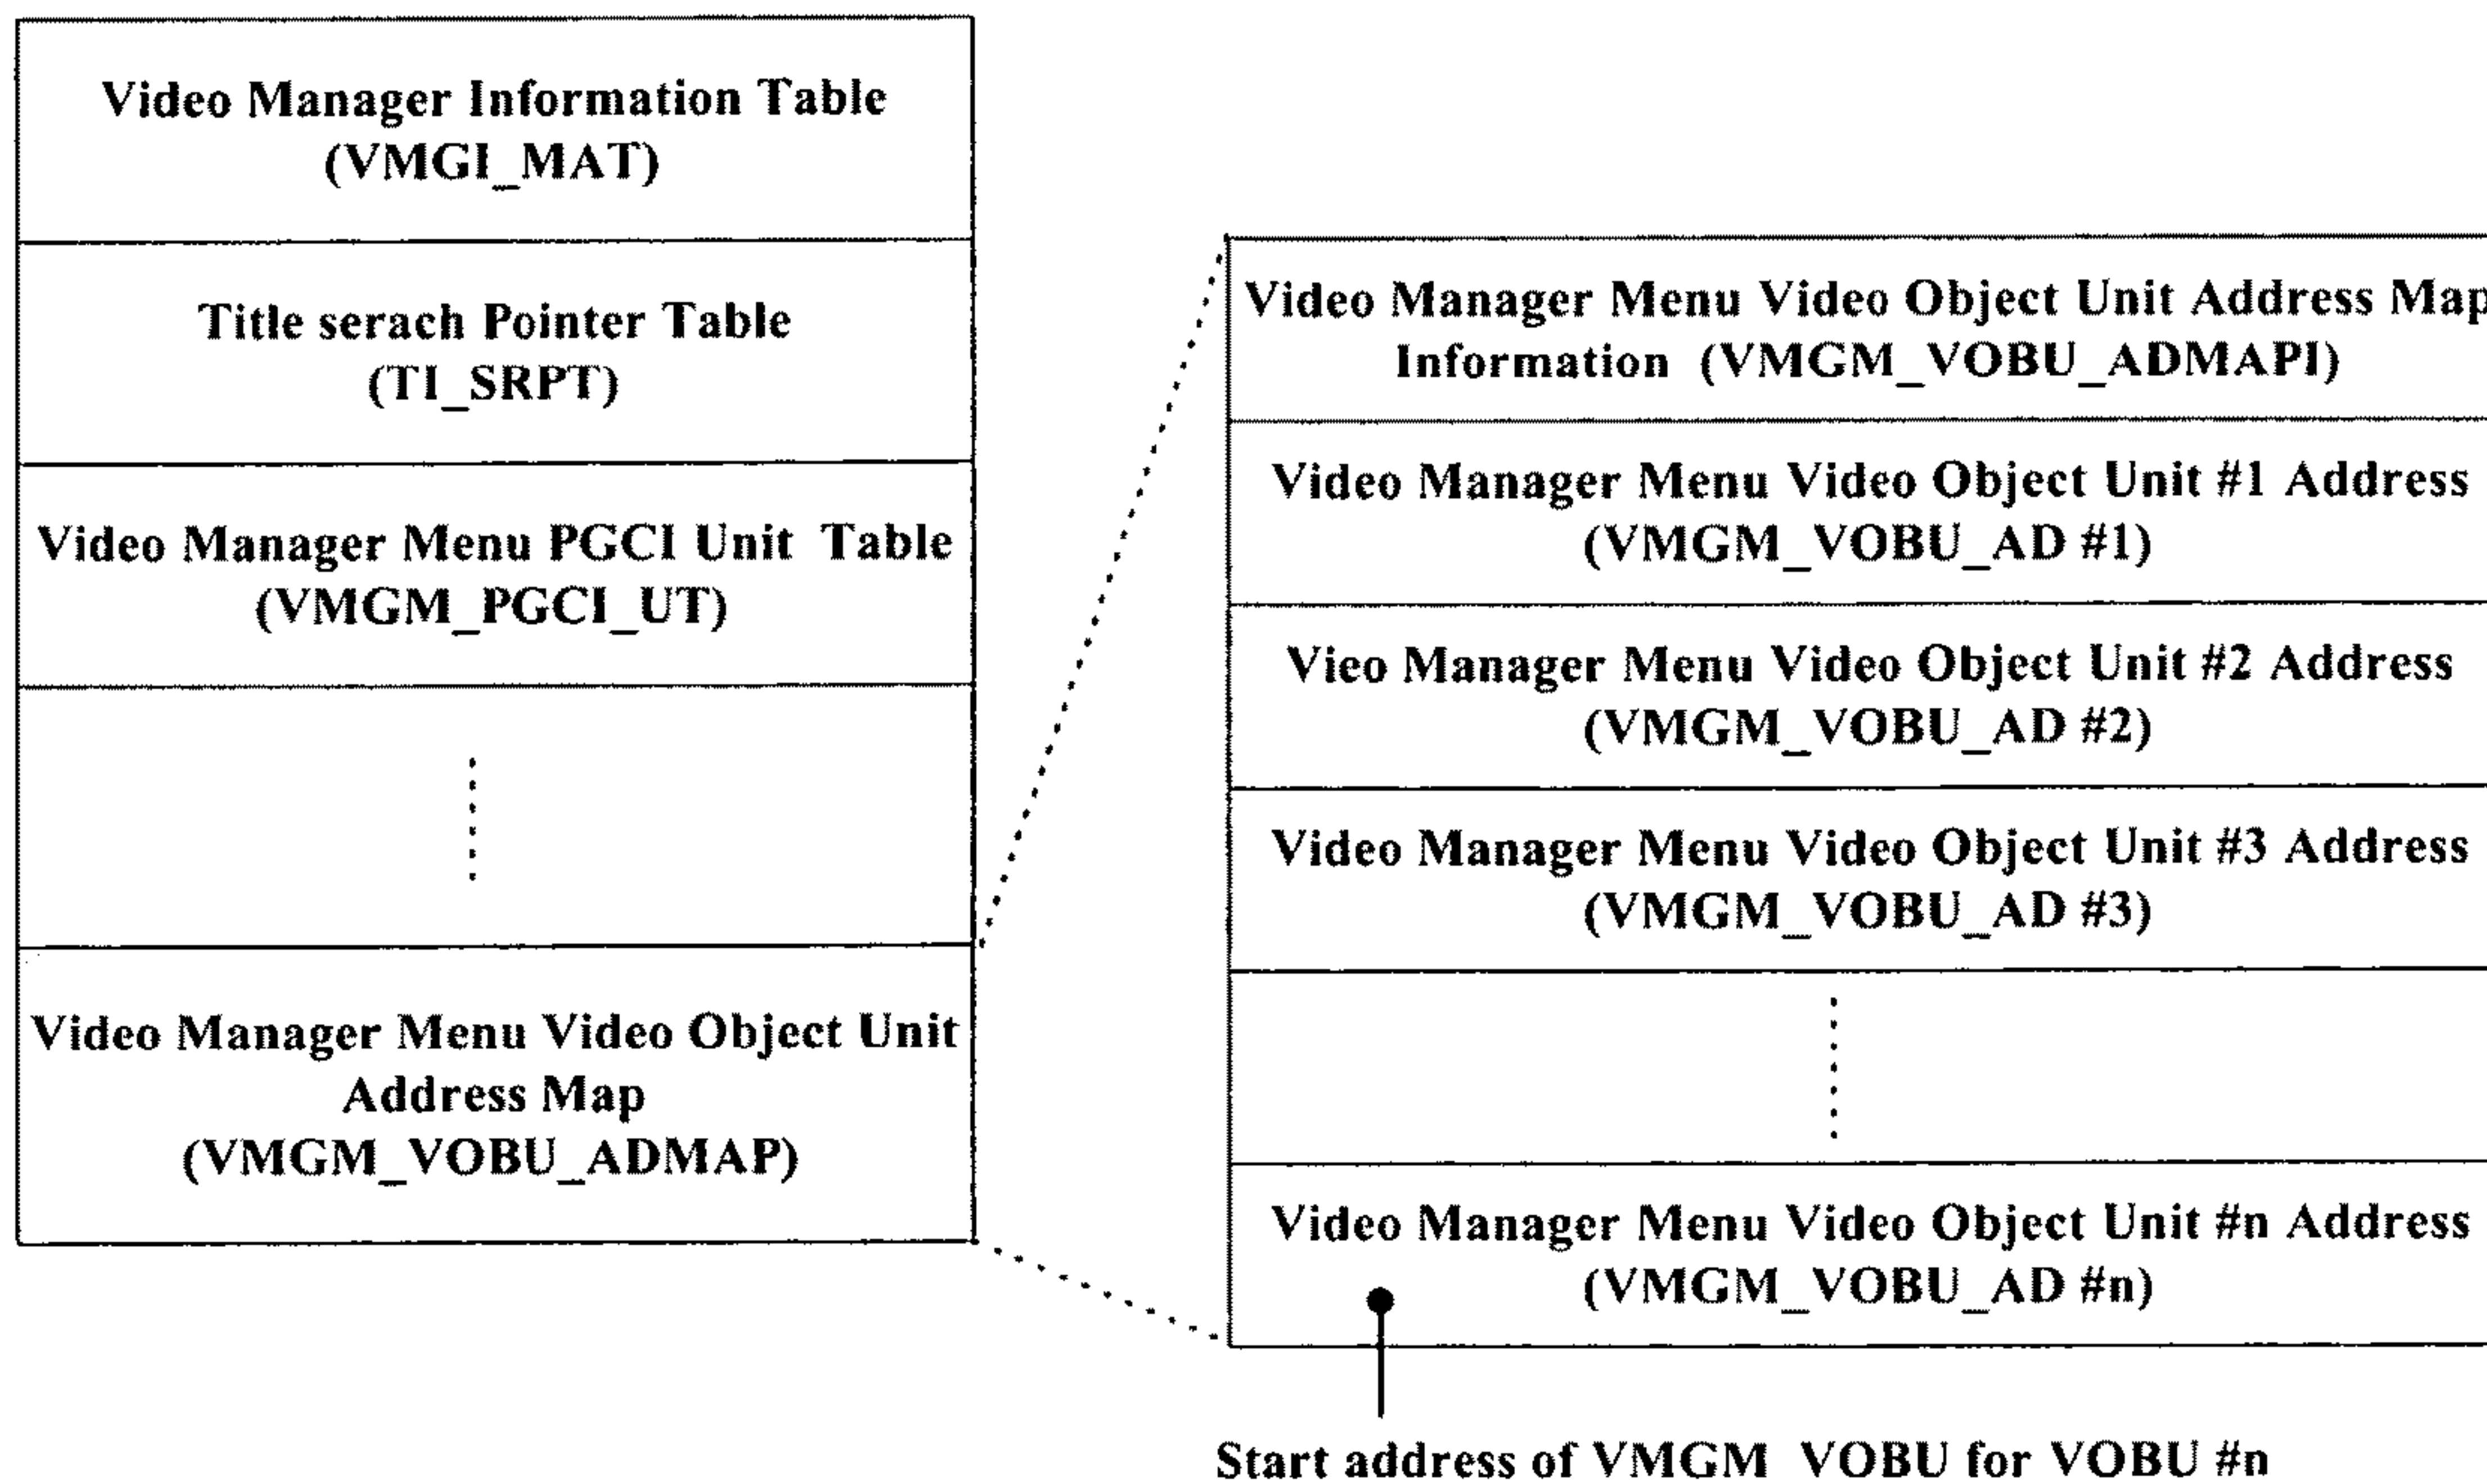 Video Manager Information Table
(VMGI_MAT)
Title serach Pointer Table
(TI_SRPT)
Video Manager Menu PGCI Unit Table
(VMGM_PGCI_UT)
Video Manager Menu Video Object Unit
Address Map
(VMGM_VOBU_ADMAP)
Video Manager Menu Video Object Unit Address Map
Information (VMGM_VOBU_ADMAPI)
Video Manager Menu Video Object Unit #1 Address
(VMGM_VOBU_AD #1)
Vieo Manager Menu Video Object Unit #2 Address
(VMGM_VOBU_AD #2)
Video Manager Menu Video Object Unit #3 Address
(VMGM_VOBU_AD #3)
Video Manager Menu Video Object Unit #n Address
(VMGM_VOBU_AD #n)
Start address of VMGM VOBU for VOBU #n